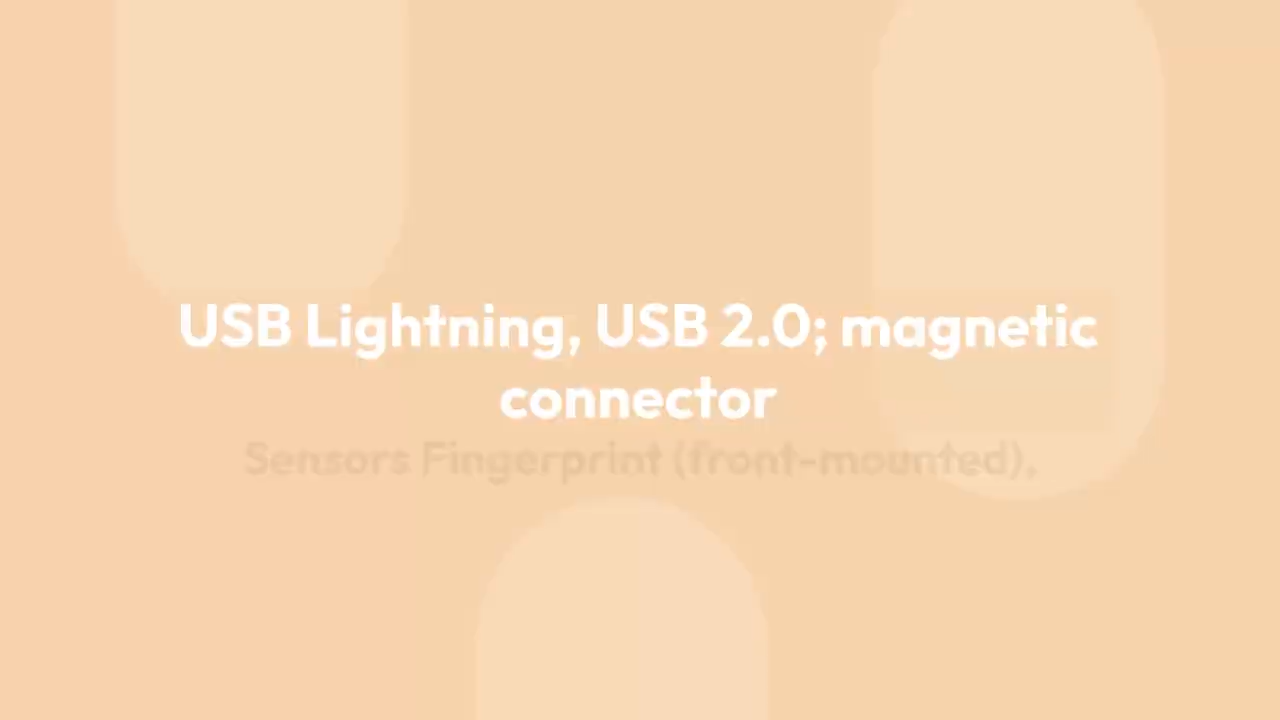 USB Lightning, USB 2.0; magnetic
connector
Sensors Fingerprint (front-mounted).